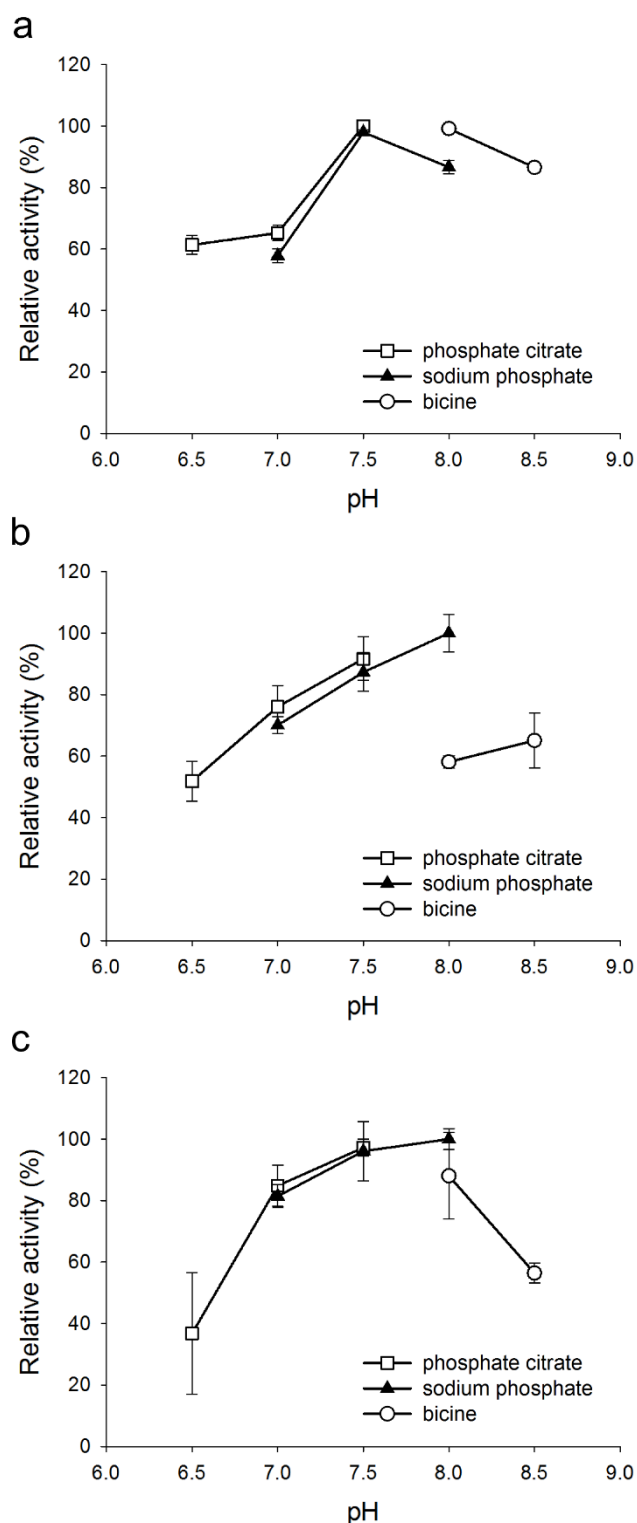 a
120
100
80
60
40
20
0
Relative activity (%)
phosphate citrate
sodium phosphate
bicine
6.0 6.5 7.0 7.5 8.0 8.5 9.0
pH
b
120
100
80
60
40
20
0
Relative activity (%)
phosphate citrate
sodium phosphate
bicine
6.0 6.5 7.0 7.5 8.0 8.5 9.0
pH
c
120
100
80
60
40
20
0
Relative activity (%)
phosphate citrate
sodium phosphate
bicine
6.0 6.5 7.0 7.5 8.0 8.5 9.0
pH